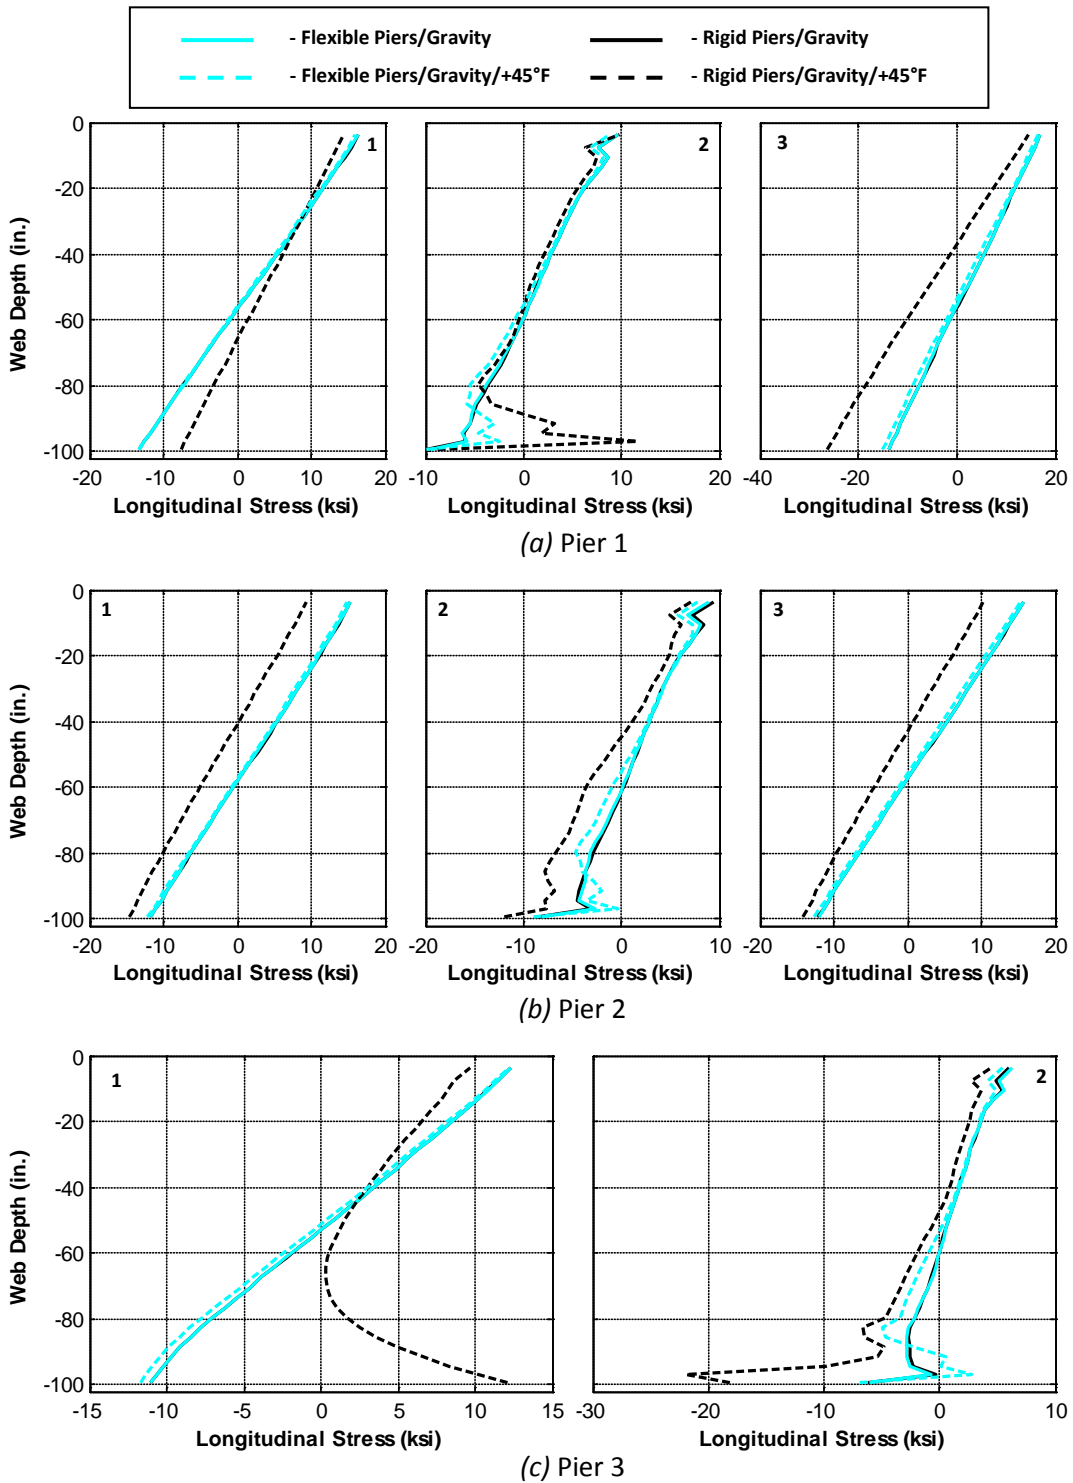 - Flexible Piers/Gravity - Rigid Piers/Gravity
- Flexible Piers/Gravity/+45°F - Rigid Piers/Gravity/+45°F
Web Depth (in.)
0
-20
-40
-60
-80
-100
1
-20 -10 0 10 20
Longitudinal Stress (ksi)
2
-10 -5 0 5 10
Longitudinal Stress (ksi)
3
-40 -20 0 20
Longitudinal Stress (ksi)
(a) Pier 1
Web Depth (in.)
0
-20
-40
-60
-80
-100
1
-20 -10 0 10 20
Longitudinal Stress (ksi)
2
-20 -10 0 10
Longitudinal Stress (ksi)
3
-20 -10 0 10 20
Longitudinal Stress (ksi)
(b) Pier 2
Web Depth (in.)
0
-20
-40
-60
-80
-100
1
-15 -10 -5 0 5 10 15
Longitudinal Stress (ksi)
2
-30 -20 -10 0 10
Longitudinal Stress (ksi)
(c) Pier 3